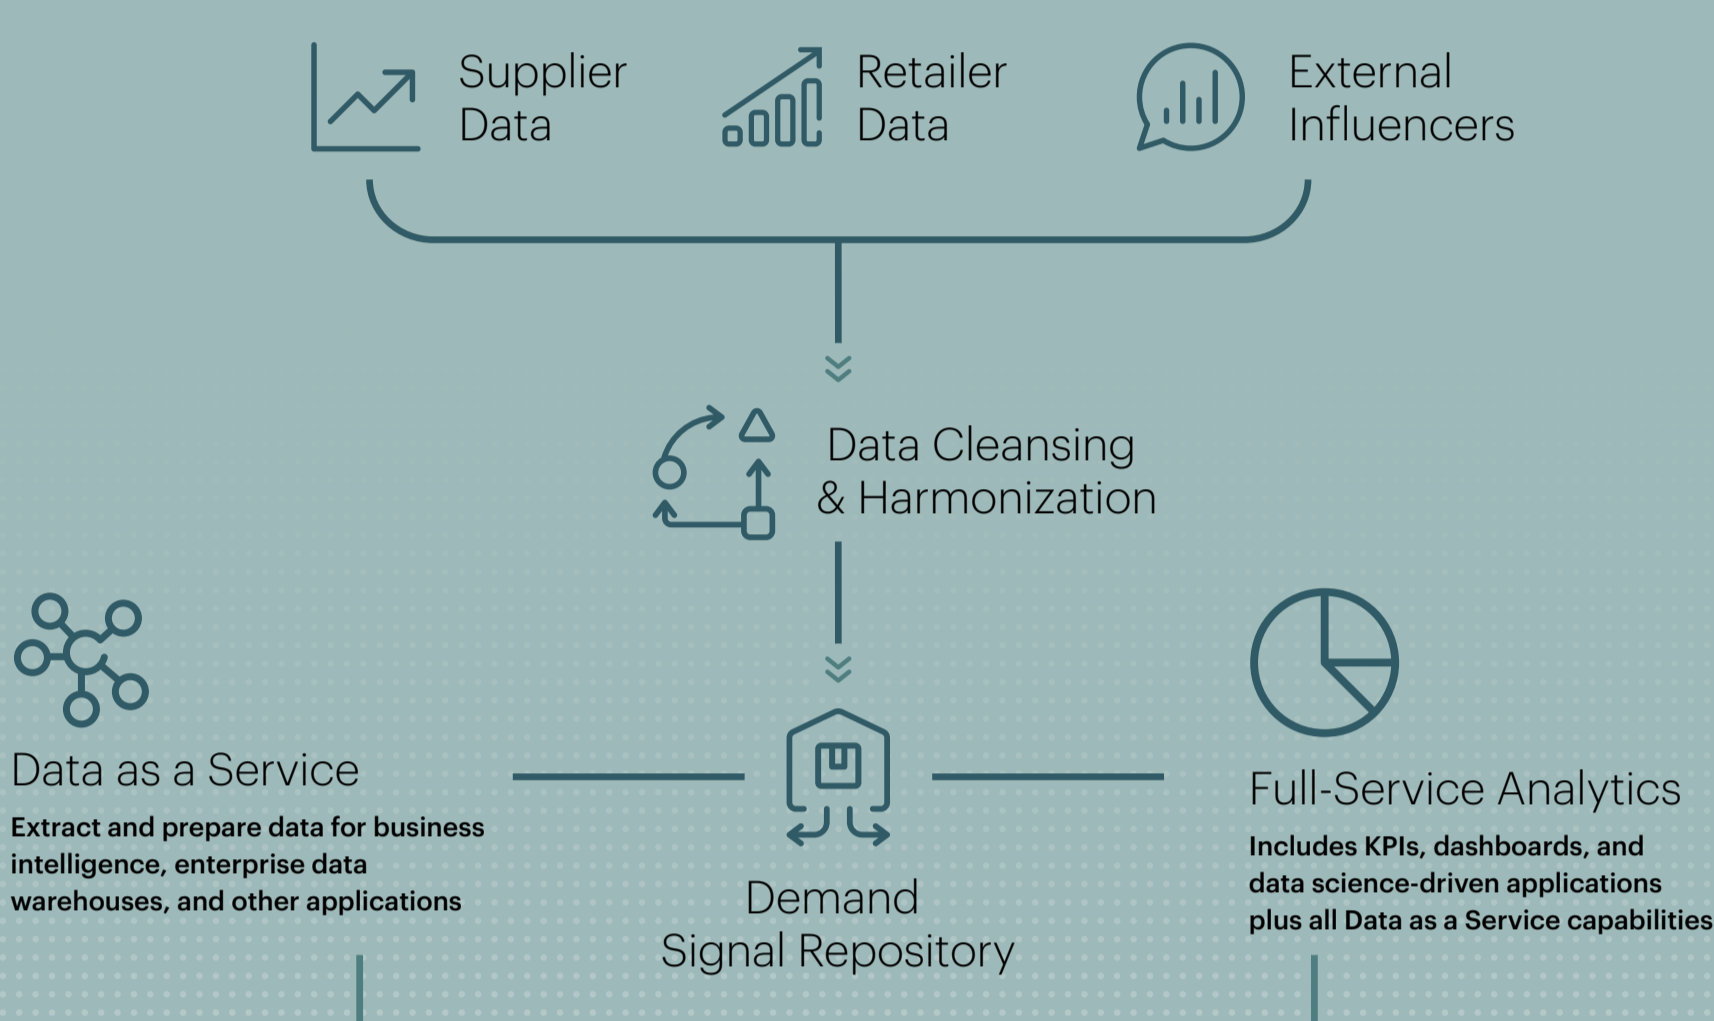 Supplier
Data
Retailer
Data
External
Influencers
Data Cleansing
& Harmonization
Data as a Service
Extract and prepare data for business
intelligence, enterprise data
warehouses, and other applications
Demand
Signal Repository
Full-Service Analytics
Includes KPIs, dashboards, and
data science-driven applications
plus all Data as a Service capabilities